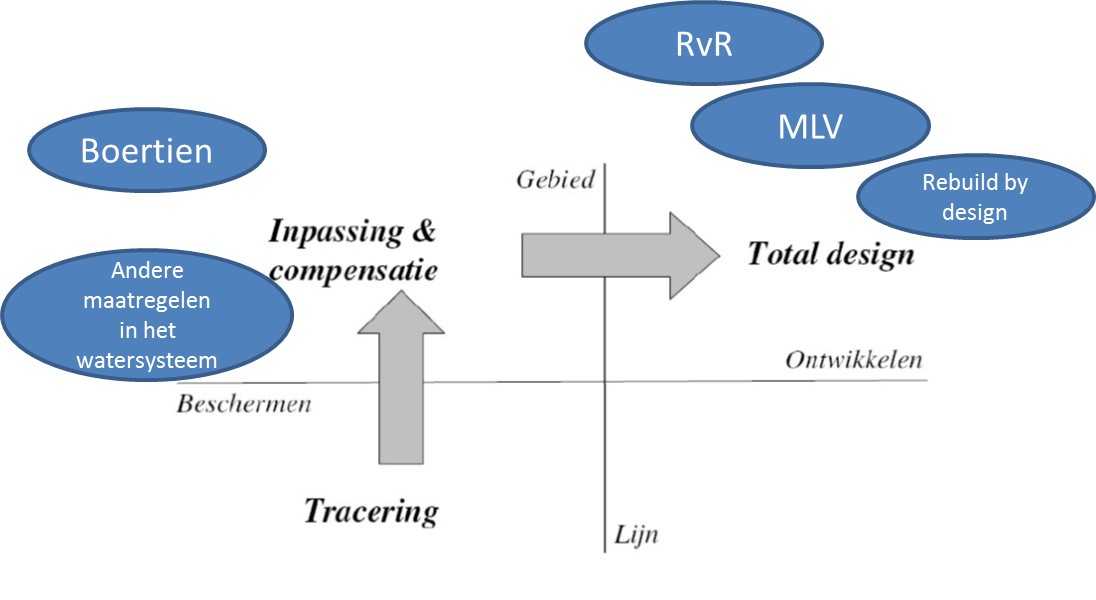 RvR
MLV
Boertien
Rebuild by
design
Gebied
Inpassing &
compensatie
Total design
Andere
maatregelen
in het
watersysteem
Ontwikkelen
Beschermen
Tracering
Lijn